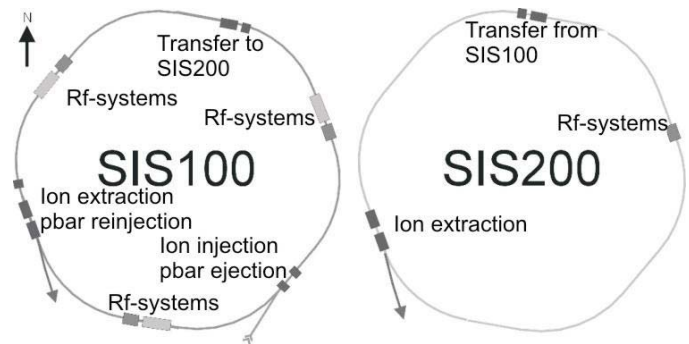 N
Transfer to
SIS200
Rf-systems
Rf-systems
SIS100
Ion extraction
pbar reinjection
Ion injection
pbar ejection
Rf-systems
Transfer from
SIS100
Rf-systems
SIS200
Ion extraction